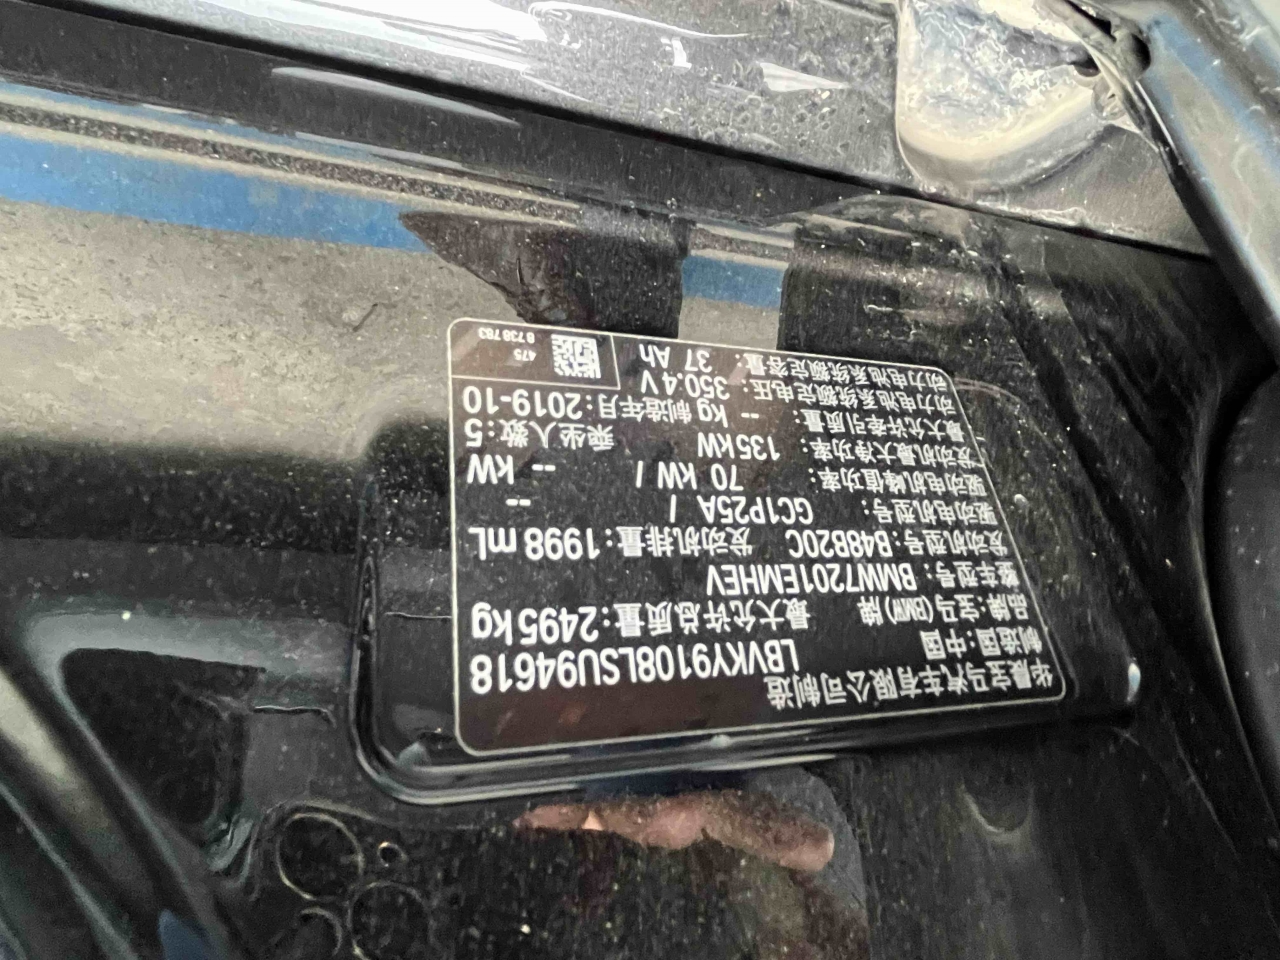 华晨宝马汽车有限公司制造
制造国：中国 LBVKY9108LSU94618
品牌：宝马(BMW)牌 最大允许总质量：2495kg
整车型号：BMW7201EMHEV
发动机型号：B48B20C 发动机排量：1998 mL
驱动电机型号： GC1P25A / --
驱动电机峰值功率： 70 kW / -- kW
发动机最大净功率： 135kW 乘坐人数：5
最大允许牵引质量： -- kg 制造年月：2019-10
动力电池系统额定电压：350.4 V
动力电池系统额定容量： 37 Ah
475
8738783